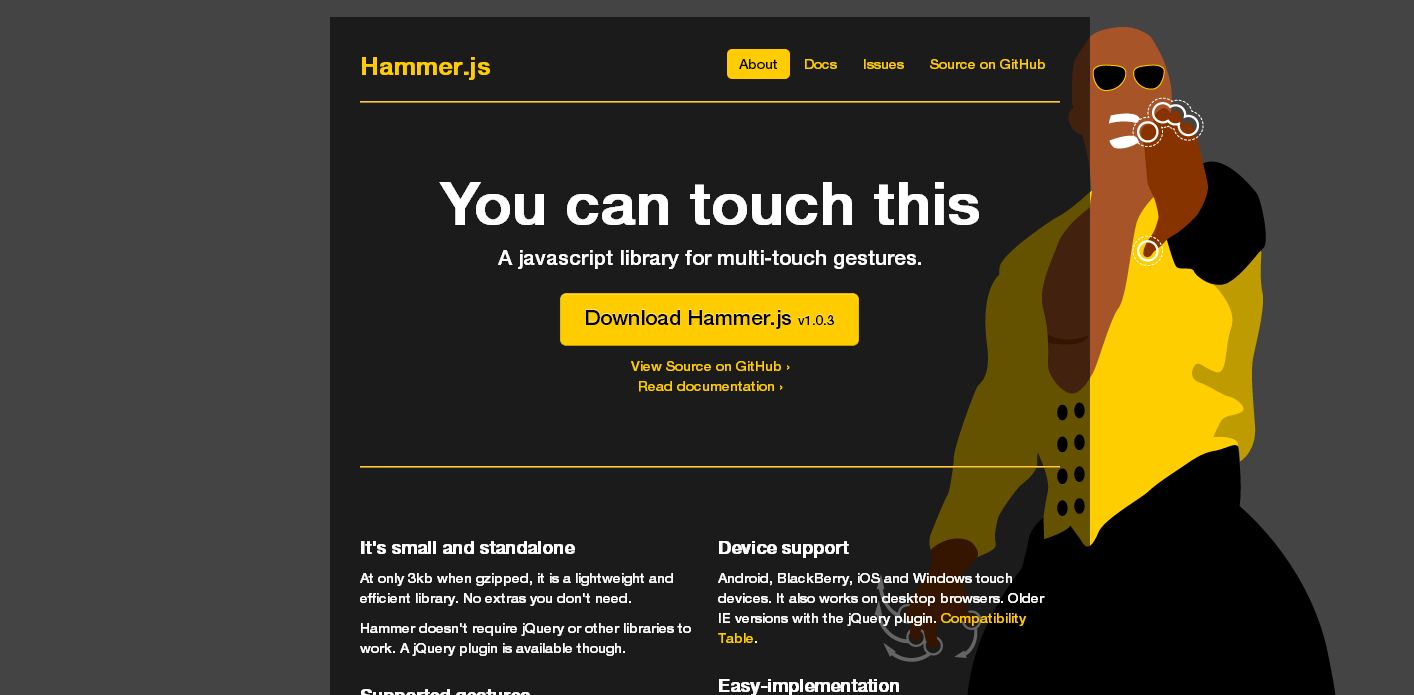 Hammer.js
About Docs Issues Source on GitHub
You can touch this
A javascript library for multi-touch gestures.
Download Hammer.js v1.0.3
View Source on GitHub ›
Read documentation ›
It's small and standalone
At only 3kb when gzipped, it is a lightweight and
efficient library. No extras you don't need.
Hammer doesn't require jQuery or other libraries to
work. A jQuery plugin is available though.
Supported gestures
Device support
Android, BlackBerry, iOS and Windows touch
devices. It also works on desktop browsers. Older
IE versions with the jQuery plugin. Compatibility
Table.
Easy-implementation